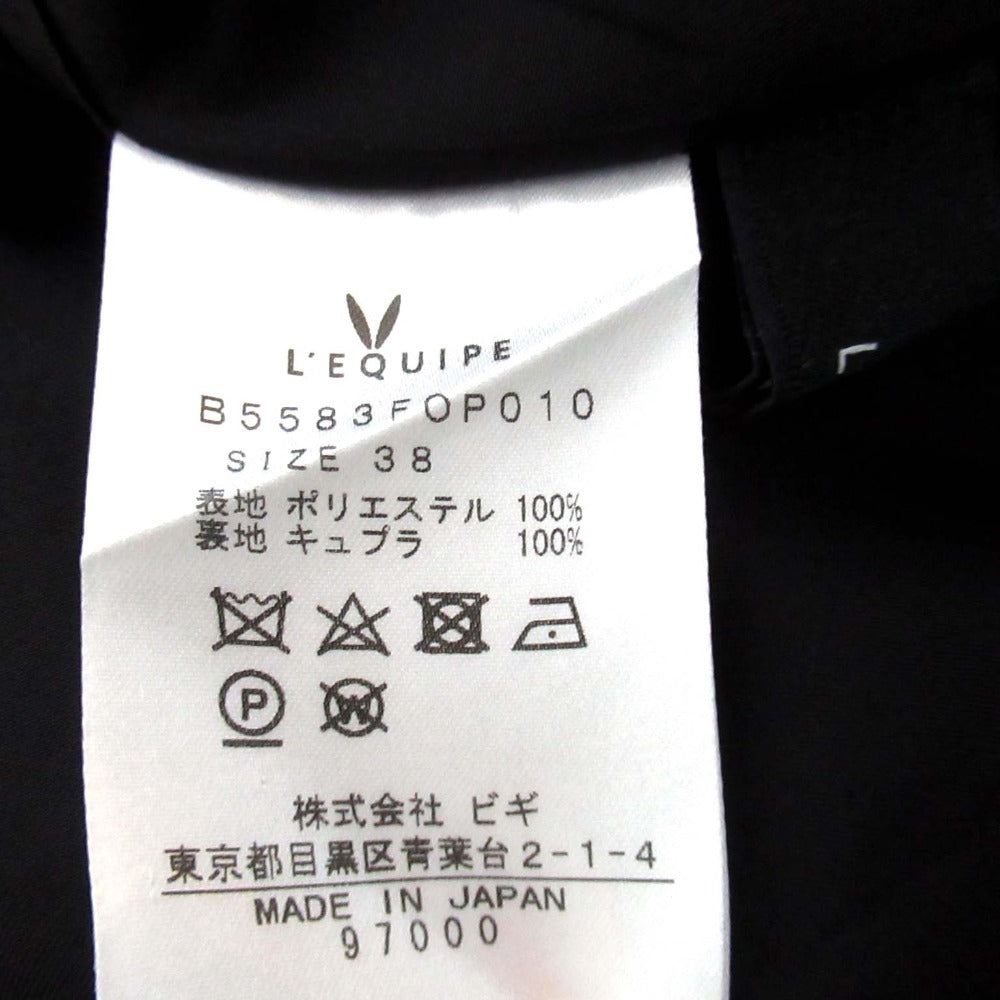 L'EQUIPE
B5583FOP010
SIZE 38
表地 ポリエステル 100%
裏地 キュプラ 100%
P
W
株式会社 ビギ
東京都目黒区青葉台2-1-4
MADE IN JAPAN
97000